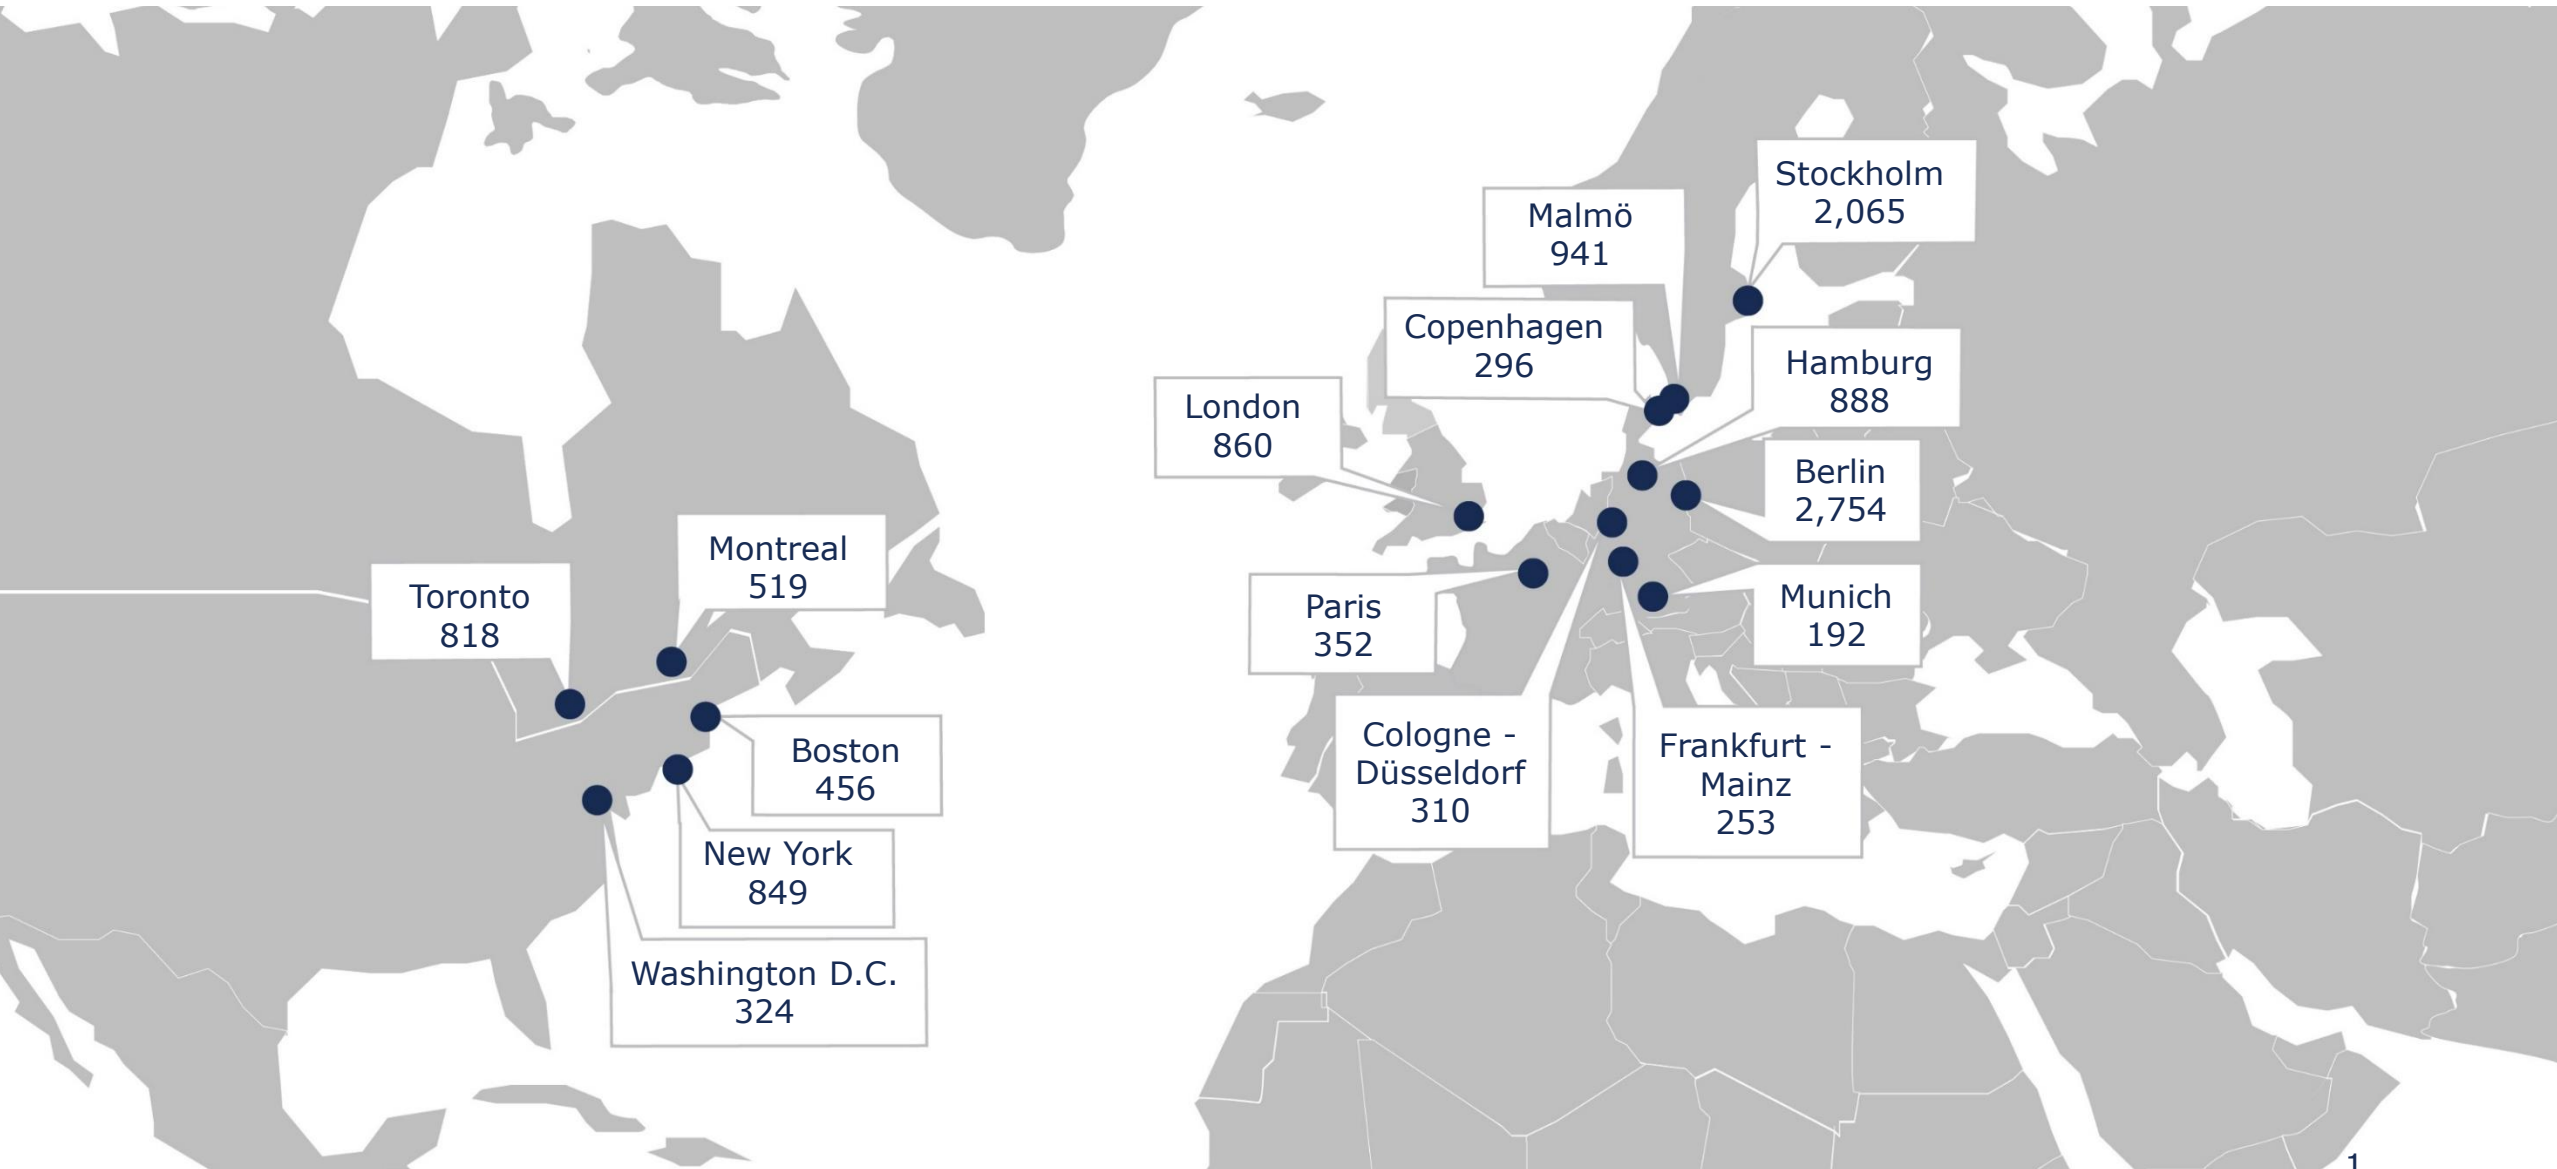 Stockholm
2,065
Malmö
941
Copenhagen
296
Hamburg
888
London
860
Berlin
2,754
Montreal
519
Toronto
818
Paris
352
Munich
192
Boston
456
Cologne -
Düsseldorf
310
Frankfurt -
Mainz
253
New York
849
Washington D.C.
324
1